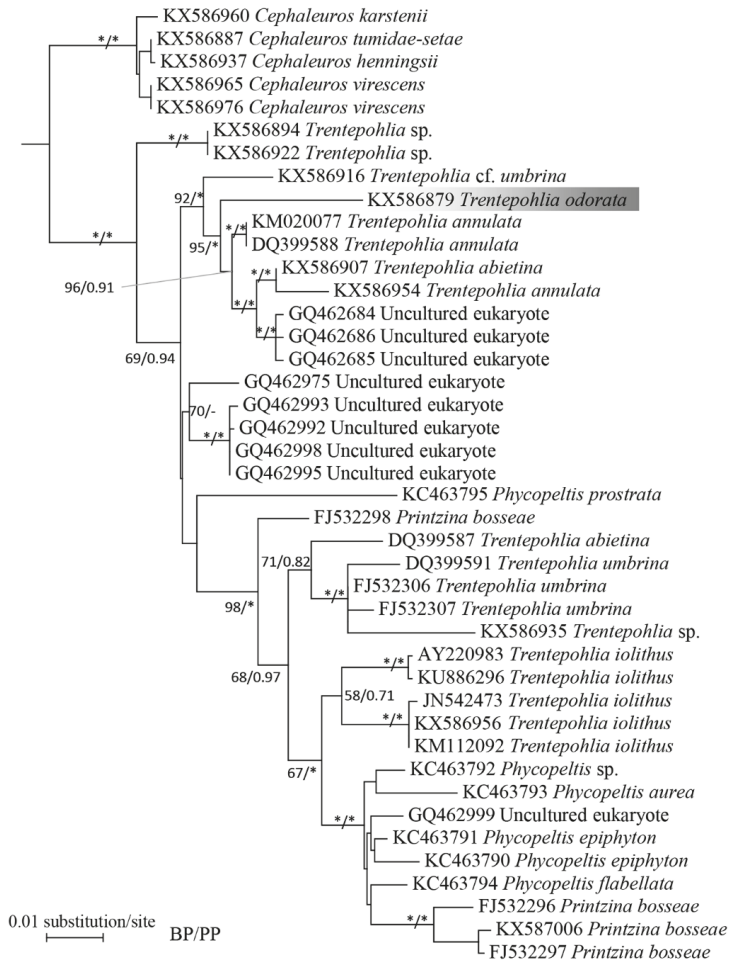 KX586960 Cephaleuros karstenii
*/*
KX586887 Cephaleuros tumidae-setae
KX586937 Cephaleuros henningsii
KX586965 Cephaleuros virescens
KX586976 Cephaleuros virescens
KX586894 Trentepohlia sp.
*/*
KX586922 Trentepohlia sp.
KX586916 Trentepohlia cf. umbrina
92/*
KX586879 Trentepohlia odorata
KM020077 Trentepohlia annulata
*/*
*/*
95/*
DQ399588 Trentepohlia annulata
KX586907 Trentepohlia abietina
*/*
96/0.91
KX586954 Trentepohlia annulata
*/*
GQ462684 Uncultured eukaryote
*/*
GQ462686 Uncultured eukaryote
69/0.94
GQ462685 Uncultured eukaryote
GQ462975 Uncultured eukaryote
70/-
GQ462993 Uncultured eukaryote
GQ462992 Uncultured eukaryote
*/*
GQ462998 Uncultured eukaryote
GQ462995 Uncultured eukaryote
KC463795 Phycopeltis prostrata
FJ532298 Printzina bosseae
DQ399587 Trentepohlia abietina
71/0.82
DQ399591 Trentepohlia umbrina
FJ532306 Trentepohlia umbrina
*/*
98/*
FJ532307 Trentepohlia umbrina
KX586935 Trentepohlia sp.
AY220983 Trentepohlia iolithus
*/*
68/0.97
KU886296 Trentepohlia iolithus
58/0.71
JN542473 Trentepohlia iolithus
*/*
KX586956 Trentepohlia iolithus
KM112092 Trentepohlia iolithus
67/*
KC463792 Phycopeltis sp.
KC463793 Phycopeltis aurea
GQ462999 Uncultured eukaryote
*/*
KC463791 Phycopeltis epiphyton
KC463790 Phycopeltis epiphyton
KC463794 Phycopeltis flabellata
FJ532296 Printzina bosseae
*/*
KX587006 Printzina bosseae
FJ532297 Printzina bosseae
0.01 substitution/site
BP/PP